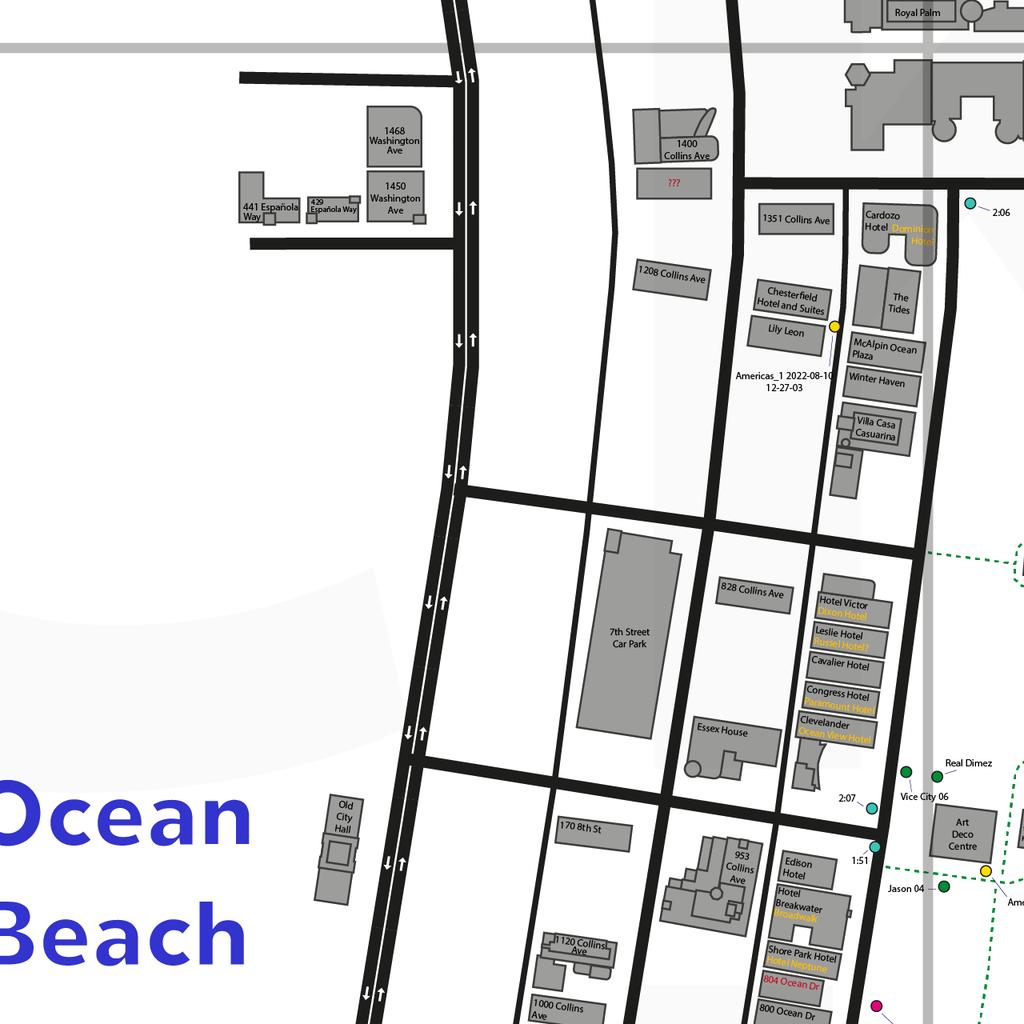 Royal Palm
1468
Washington
Ave
1400
Collins Ave
???
1450
Washington
Ave
441 Española
Way
429
Española Way
1351 Collins Ave
Cardozo
Hotel Dominion
Hotel
2:06
1208 Collins Ave
Chesterfield
Hotel and Suites
The
Tides
Lily Leon
McAlpin Ocean
Plaza
Americas_1 2022-08-10
12-27-03
Winter Haven
Villa Casa
Casuarina
828 Collins Ave
Hotel Victor
Dixon Hotel
7th Street
Car Park
Leslie Hotel
Russel Hotel?
Cavalier Hotel
Congress Hotel
Paramount Hotel
Essex House
Clevelander
Ocean View Hotel
Real Dimez
Vice City 06
2:07
Ocean
Beach
Old
City
Hall
170 8th St
Art
Deco
Centre
1:51
953
Collins
Ave
Edison
Hotel
Jason 04
Ame
Hotel
Breakwater
Broadwalk
1120 Collins
Ave
Shore Park Hotel
Hotel Neptune
804 Ocean Dr
1000 Collins
Ave
800 Ocean Dr